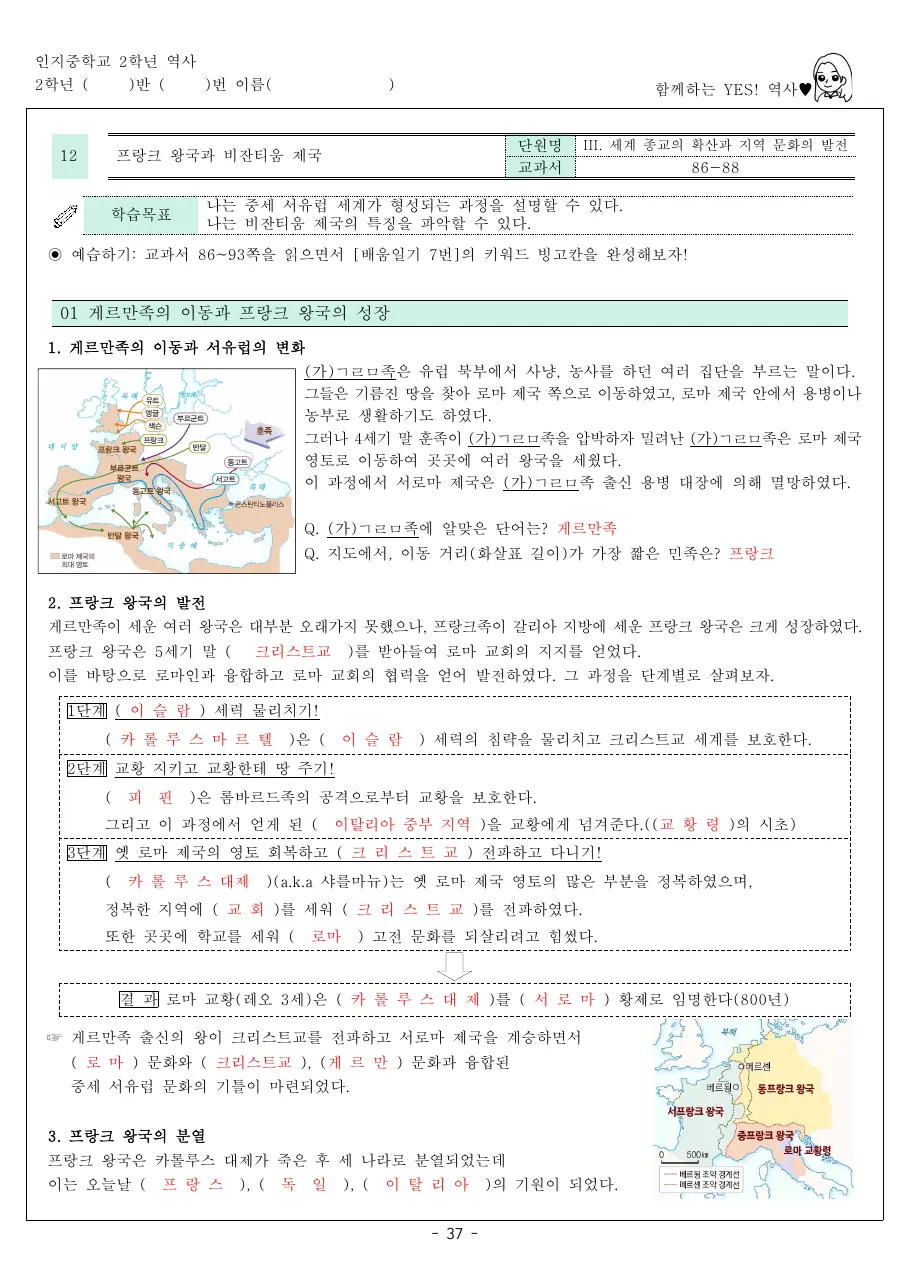 인지중학교 2학년 역사
2학년 (     )반 (     )번 이름(               )
함께하는 YES! 역사♥
12 프랑크 왕국과 비잔티움 제국
단원명 III. 세계 종교의 확산과 지역 문화의 발전
교과서 86-88
학습목표
나는 중세 서유럽 세계가 형성되는 과정을 설명할 수 있다.
나는 비잔티움 제국의 특징을 파악할 수 있다.
◉ 예습하기: 교과서 86~93쪽을 읽으면서 [배움일기 7번]의 키워드 빙고칸을 완성해보자!
01 게르만족의 이동과 프랑크 왕국의 성장
1. 게르만족의 이동과 서유럽의 변화
북해
유트
앵글
색슨
부르군트
훈족
대서양
프랑크
프랑크 왕국
반달
부르군트
왕국
동고트
서고트
흑해
동고트 왕국
서고트 왕국
콘스탄티노폴리스
반달 왕국
지중해
로마 제국의
최대 영토
(가)ㄱㄹㅁ족은 유럽 북부에서 사냥, 농사를 하던 여러 집단을 부르는 말이다.
그들은 기름진 땅을 찾아 로마 제국 쪽으로 이동하였고, 로마 제국 안에서 용병이나
농부로 생활하기도 하였다.
그러나 4세기 말 훈족이 (가)ㄱㄹㅁ족을 압박하자 밀려난 (가)ㄱㄹㅁ족은 로마 제국
영토로 이동하여 곳곳에 여러 왕국을 세웠다.
이 과정에서 서로마 제국은 (가)ㄱㄹㅁ족 출신 용병 대장에 의해 멸망하였다.
Q. (가)ㄱㄹㅁ족에 알맞은 단어는? 게르만족
Q. 지도에서, 이동 거리(화살표 길이)가 가장 짧은 민족은? 프랑크
2. 프랑크 왕국의 발전
게르만족이 세운 여러 왕국은 대부분 오래가지 못했으나, 프랑크족이 갈리아 지방에 세운 프랑크 왕국은 크게 성장하였다.
프랑크 왕국은 5세기 말 (   크리스트교  )를 받아들여 로마 교회의 지지를 얻었다.
이를 바탕으로 로마인과 융합하고 로마 교회의 협력을 얻어 발전하였다. 그 과정을 단계별로 살펴보자.
1단계 ( 이 슬 람 ) 세력 물리치기!
( 카 롤 루 스 마 르 텔  )은 (  이 슬 람  ) 세력의 침략을 물리치고 크리스트교 세계를 보호한다.
2단계 교황 지키고 교황한테 땅 주기!
(  피  핀  )은 롬바르드족의 공격으로부터 교황을 보호한다.
그리고 이 과정에서 얻게 된 (  이탈리아 중부 지역 )을 교황에게 넘겨준다.((교 황 령 )의 시초)
3단계 옛 로마 제국의 영토 회복하고 ( 크 리 스 트 교 ) 전파하고 다니기!
(  카 롤 루 스 대제  )(a.k.a 샤를마뉴)는 옛 로마 제국 영토의 많은 부분을 정복하였으며,
정복한 지역에 ( 교 회 )를 세워 ( 크 리 스 트 교 )를 전파하였다.
또한 곳곳에 학교를 세워 (  로마  ) 고전 문화를 되살리려고 힘썼다.
결 과 로마 교황(레오 3세)은 ( 카 롤 루 스 대 제 )를 ( 서 로 마 ) 황제로 임명한다(800년)
☞ 게르만족 출신의 왕이 크리스트교를 전파하고 서로마 제국을 계승하면서
( 로 마 ) 문화와 ( 크리스트교 ), (게 르 만 ) 문화과 융합된
중세 서유럽 문화의 기틀이 마련되었다.
북해
메르센
베르됭
동프랑크 왕국
서프랑크 왕국
중프랑크 왕국
로마 교황령
0 500km
베르됭 조약 경계선
메르센 조약 경계선
3. 프랑크 왕국의 분열
프랑크 왕국은 카롤루스 대제가 죽은 후 세 나라로 분열되었는데
이는 오늘날 (  프 랑 스  ), (  독  일  ), (  이 탈 리 아  )의 기원이 되었다.
- 37 -